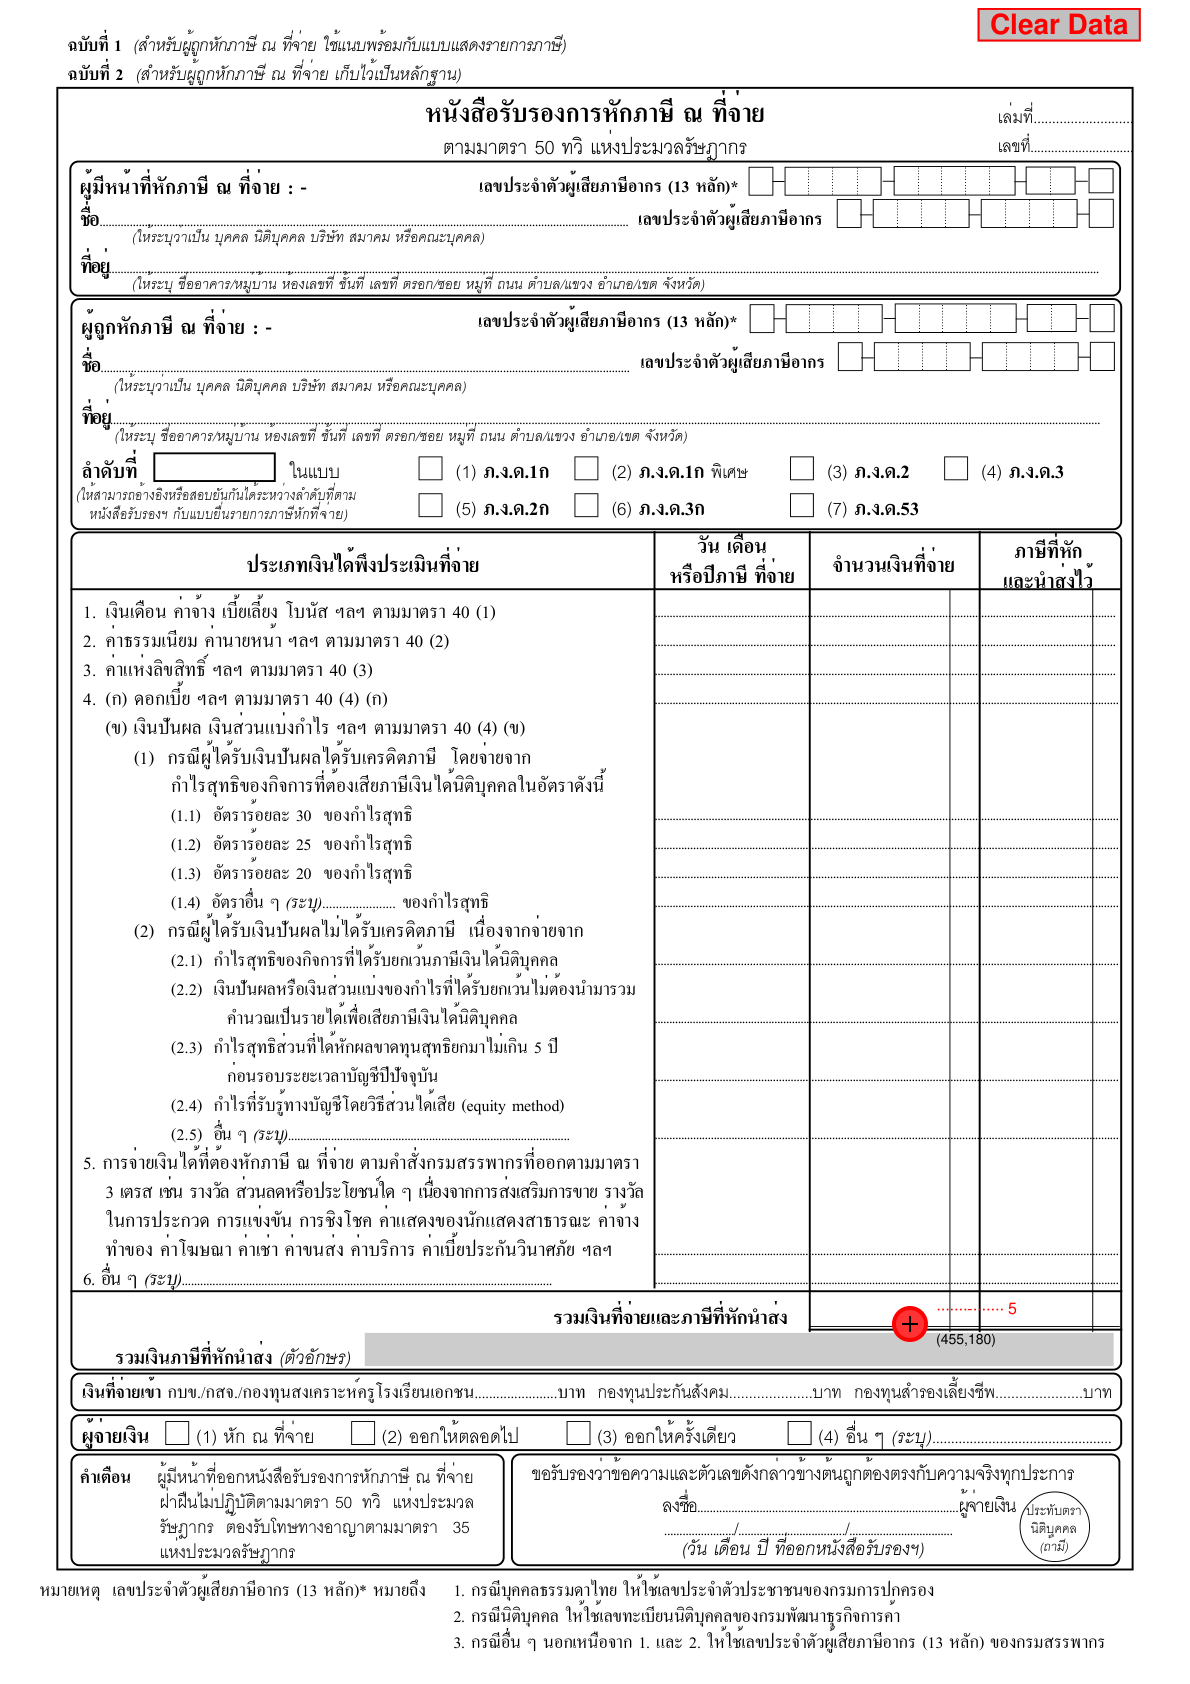 Clear Data
ฉบับที่ 1 (สำหรับผู้ถูกหักภาษี ณ ที่จ่าย ใช้แนบพร้อมกับแบบแสดงรายการภาษี)
ฉบับที่ 2 (สำหรับผู้ถูกหักภาษี ณ ที่จ่าย เก็บไว้เป็นหลักฐาน)
หนังสือรับรองการหักภาษี ณ ที่จ่าย
เล่มที่...........................
ตามมาตรา 50 ทวิ แห่งประมวลรัษฎากร
เลขที่...........................
ผู้มีหน้าที่หักภาษี ณ ที่จ่าย : - เลขประจำตัวผู้เสียภาษีอากร (13 หลัก)*
ชื่อ........................... เลขประจำตัวผู้เสียภาษีอากร
(ให้ระบุว่าเป็น บุคคล นิติบุคคล บริษัท สมาคม หรือคณะบุคคล)
ที่อยู่...........................
(ให้ระบุ ชื่ออาคาร/หมู่บ้าน ห้องเลขที่ ชั้นที่ เลขที่ ตรอก/ซอย หมู่ที่ ถนน ตำบล/แขวง อำเภอ/เขต จังหวัด)
ผู้ถูกหักภาษี ณ ที่จ่าย : - เลขประจำตัวผู้เสียภาษีอากร (13 หลัก)*
ชื่อ........................... เลขประจำตัวผู้เสียภาษีอากร
(ให้ระบุว่าเป็น บุคคล นิติบุคคล บริษัท สมาคม หรือคณะบุคคล)
ที่อยู่...........................
(ให้ระบุ ชื่ออาคาร/หมู่บ้าน ห้องเลขที่ ชั้นที่ เลขที่ ตรอก/ซอย หมู่ที่ ถนน ตำบล/แขวง อำเภอ/เขต จังหวัด)
ลำดับที่ ในแบบ (1) ภ.ง.ด.1ก (2) ภ.ง.ด.1ก พิเศษ (3) ภ.ง.ด.2 (4) ภ.ง.ด.3
(ให้สามารถอ้างอิงหรือสอบยันกันได้ระหว่างลำดับที่ตาม
หนังสือรับรองฯ กับแบบยื่นรายการภาษีหักที่จ่าย) (5) ภ.ง.ด.2ก (6) ภ.ง.ด.3ก (7) ภ.ง.ด.53
ประเภทเงินได้พึงประเมินที่จ่าย
วัน เดือน
หรือปีภาษี ที่จ่าย
จำนวนเงินที่จ่าย
ภาษีที่หัก
และนำส่งไว้
1. เงินเดือน ค่าจ้าง เบี้ยเลี้ยง โบนัส ฯลฯ ตามมาตรา 40 (1)
2. ค่าธรรมเนียม ค่านายหน้า ฯลฯ ตามมาตรา 40 (2)
3. ค่าแห่งลิขสิทธิ์ ฯลฯ ตามมาตรา 40 (3)
4. (ก) ดอกเบี้ย ฯลฯ ตามมาตรา 40 (4) (ก)
(ข) เงินปันผล เงินส่วนแบ่งกำไร ฯลฯ ตามมาตรา 40 (4) (ข)
(1) กรณีผู้ได้รับเงินปันผลได้รับเครดิตภาษี โดยจ่ายจาก
กำไรสุทธิของกิจการที่ต้องเสียภาษีเงินได้นิติบุคคลในอัตราดังนี้
(1.1) อัตราร้อยละ 30 ของกำไรสุทธิ
(1.2) อัตราร้อยละ 25 ของกำไรสุทธิ
(1.3) อัตราร้อยละ 20 ของกำไรสุทธิ
(1.4) อัตราอื่น ๆ (ระบุ)...................... ของกำไรสุทธิ
(2) กรณีผู้ได้รับเงินปันผลไม่ได้รับเครดิตภาษี เนื่องจากจ่ายจาก
(2.1) กำไรสุทธิของกิจการที่ได้รับยกเว้นภาษีเงินได้นิติบุคคล
(2.2) เงินปันผลหรือเงินส่วนแบ่งของกำไรที่ได้รับยกเว้นไม่ต้องนำมารวม
คำนวณเป็นรายได้เพื่อเสียภาษีเงินได้นิติบุคคล
(2.3) กำไรสุทธิส่วนที่ได้หักผลขาดทุนสุทธิยกมาไม่เกิน 5 ปี
ก่อนรอบระยะเวลาบัญชีปีปัจจุบัน
(2.4) กำไรที่รับรู้ทางบัญชีโดยวิธีส่วนได้เสีย (equity method)
(2.5) อื่น ๆ (ระบุ)...........................
5. การจ่ายเงินได้ที่ต้องหักภาษี ณ ที่จ่าย ตามคำสั่งกรมสรรพากรที่ออกตามมาตรา
3 เตรส เช่น รางวัล ส่วนลดหรือประโยชน์ใด ๆ เนื่องจากการส่งเสริมการขาย รางวัล
ในการประกวด การแข่งขัน การชิงโชค ค่าแสดงของนักแสดงสาธารณะ ค่าจ้าง
ทำของ ค่าโฆษณา ค่าเช่า ค่าขนส่ง ค่าบริการ ค่าเบี้ยประกันวินาศภัย ฯลฯ
6. อื่น ๆ (ระบุ)...........................
รวมเงินที่จ่ายและภาษีที่หักนำส่ง
5
(455,180)
รวมเงินภาษีที่หักนำส่ง (ตัวอักษร)
เงินที่จ่ายเข้า กบข./กสจ./กองทุนสงเคราะห์ครูโรงเรียนเอกชน....................บาท กองทุนประกันสังคม....................บาท กองทุนสำรองเลี้ยงชีพ.....................บาท
ผู้จ่ายเงิน (1) หัก ณ ที่จ่าย (2) ออกให้ตลอดไป (3) ออกให้ครั้งเดียว (4) อื่น ๆ (ระบุ)...........................
คำเตือน ผู้มีหน้าที่ออกหนังสือรับรองการหักภาษี ณ ที่จ่าย
ฝ่าฝืนไม่ปฏิบัติตามมาตรา 50 ทวิ แห่งประมวล
รัษฎากร ต้องรับโทษทางอาญาตามมาตรา 35
แห่งประมวลรัษฎากร
ขอรับรองว่าข้อความและตัวเลขดังกล่าวข้างต้นถูกต้องตรงกับความจริงทุกประการ
ลงชื่อ...........................ผู้จ่ายเงิน
................../........................../..........................
(วัน เดือน ปี ที่ออกหนังสือรับรองฯ)
ประทับตรา
นิติบุคคล
(ถ้ามี)
หมายเหตุ เลขประจำตัวผู้เสียภาษีอากร (13 หลัก)* หมายถึง 1. กรณีบุคคลธรรมดาไทย ให้ใช้เลขประจำตัวประชาชนของกรมการปกครอง
2. กรณีนิติบุคคล ให้ใช้เลขทะเบียนนิติบุคคลของกรมพัฒนาธุรกิจการค้า
3. กรณีอื่น ๆ นอกเหนือจาก 1. และ 2. ให้ใช้เลขประจำตัวผู้เสียภาษีอากร (13 หลัก) ของกรมสรรพากร